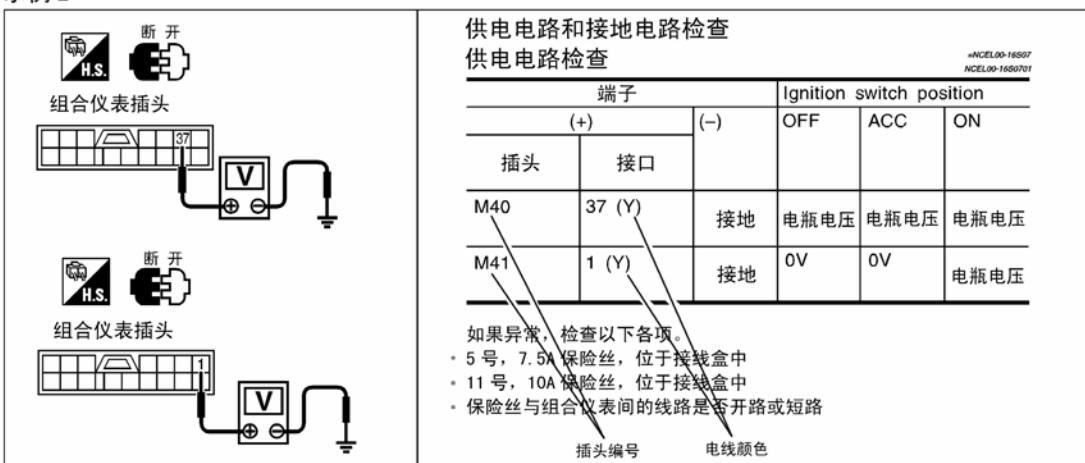 断 开
H.S.
组合仪表插头
37
V
⊕ ⊖
断 开
H.S.
组合仪表插头
1
V
⊕ ⊖
供电电路和接地电路检查
供电电路检查
=NCEL00-16S07
NCEL00-16S0701
端子 Ignition switch position
(+) (−) OFF ACC ON
插头 接口
M40 37 (Y) 接地 电瓶电压 电瓶电压 电瓶电压
M41 1 (Y) 接地 0V 0V 电瓶电压
如果异常，检查以下各项。
• 5 号，7.5A 保险丝，位于接线盒中
• 11 号，10A 保险丝，位于接线盒中
• 保险丝与组合仪表间的线路是否开路或短路
插头编号 电线颜色